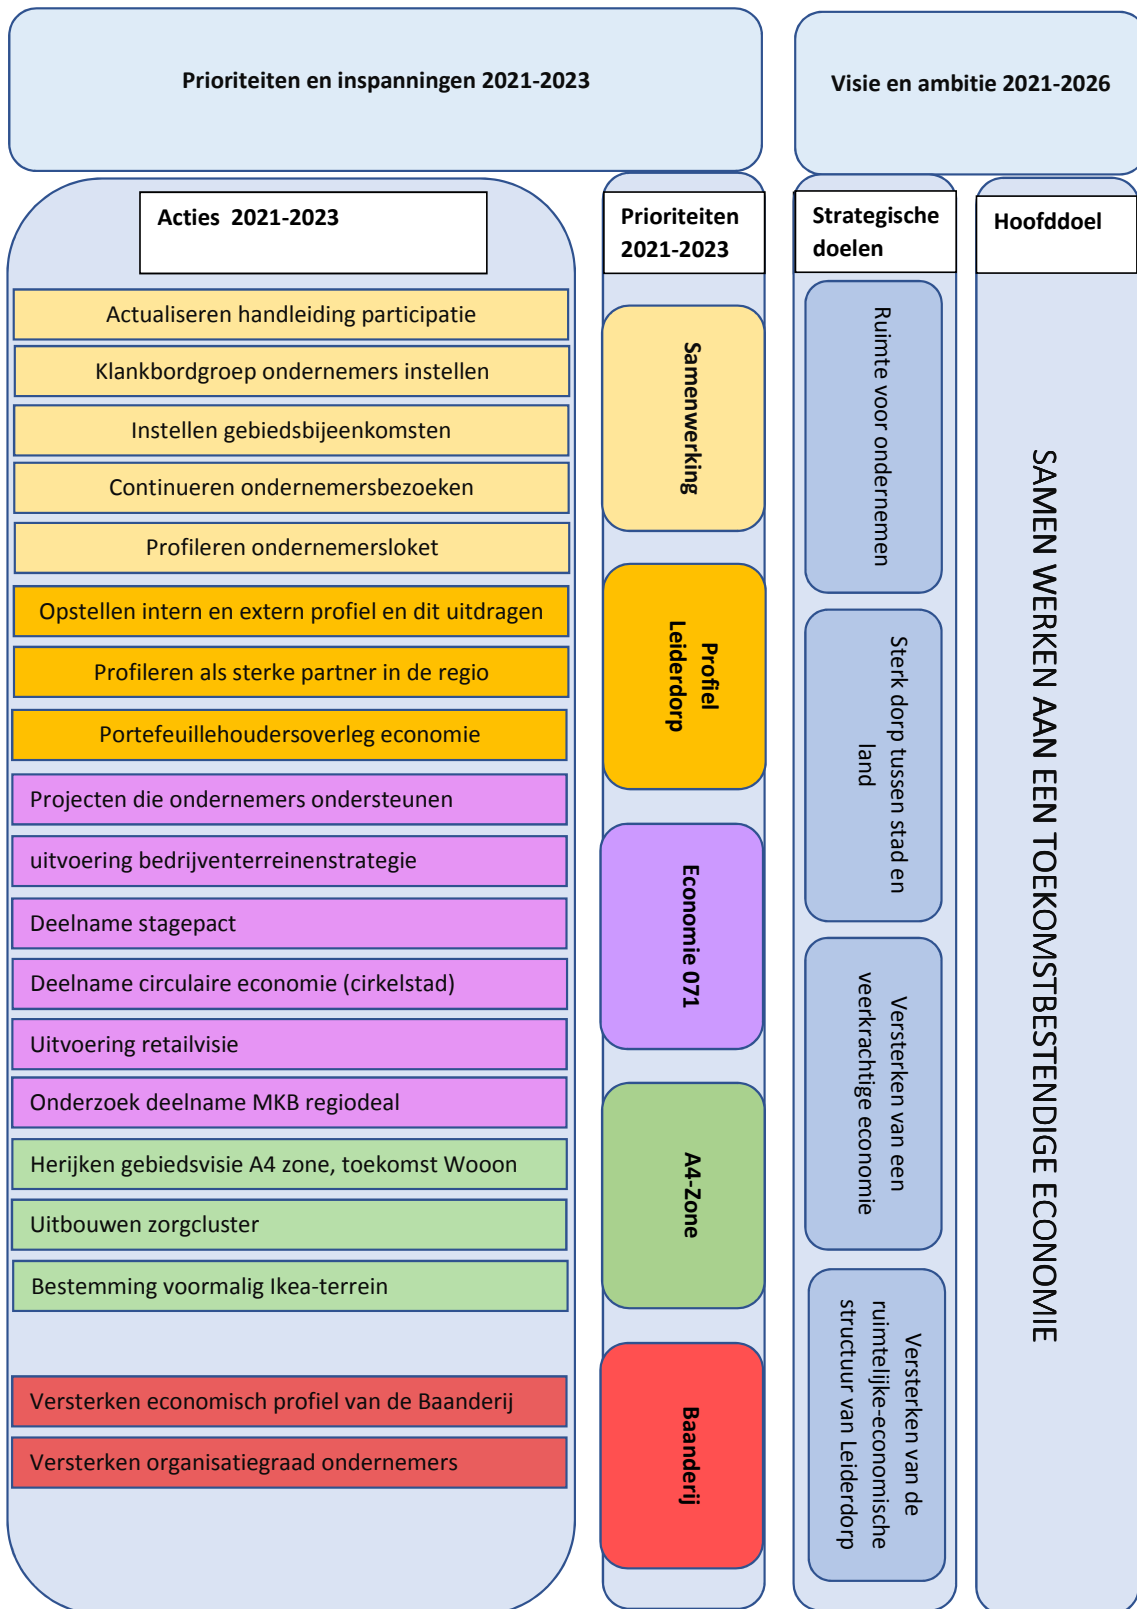 Prioriteiten en inspanningen 2021-2023
Visie en ambitie 2021-2026
Acties 2021-2023
Prioriteiten
2021-2023
Strategische
doelen
Hoofddoel
Actualiseren handleiding participatie
Klankbordgroep ondernemers instellen
Instellen gebiedsbijeenkomsten
Continueren ondernemersbezoeken
Profileren ondernemersloket
Opstellen intern en extern profiel en dit uitdragen
Profileren als sterke partner in de regio
Portefeuillehoudersoverleg economie
Projecten die ondernemers ondersteunen
uitvoering bedrijventerreinenstrategie
Deelname stagepact
Deelname circulaire economie (cirkelstad)
Uitvoering retailvisie
Onderzoek deelname MKB regiodeal
Herijken gebiedsvisie A4 zone, toekomst Wooon
Uitbouwen zorgcluster
Bestemming voormalig Ikea-terrein
Versterken economisch profiel van de Baanderij
Versterken organisatiegraad ondernemers
Samenwerking
Profiel
Leiderdorp
Economie 071
A4-Zone
Baanderij
Ruimte voor ondernemen
Sterk dorp tussen stad en
land
Versterken van een
veerkrachtige economie
Versterken van de
ruimtelijke-economische
structuur van Leiderdorp
SAMEN WERKEN AAN EEN TOEKOMSTBESTENDIGE ECONOMIE